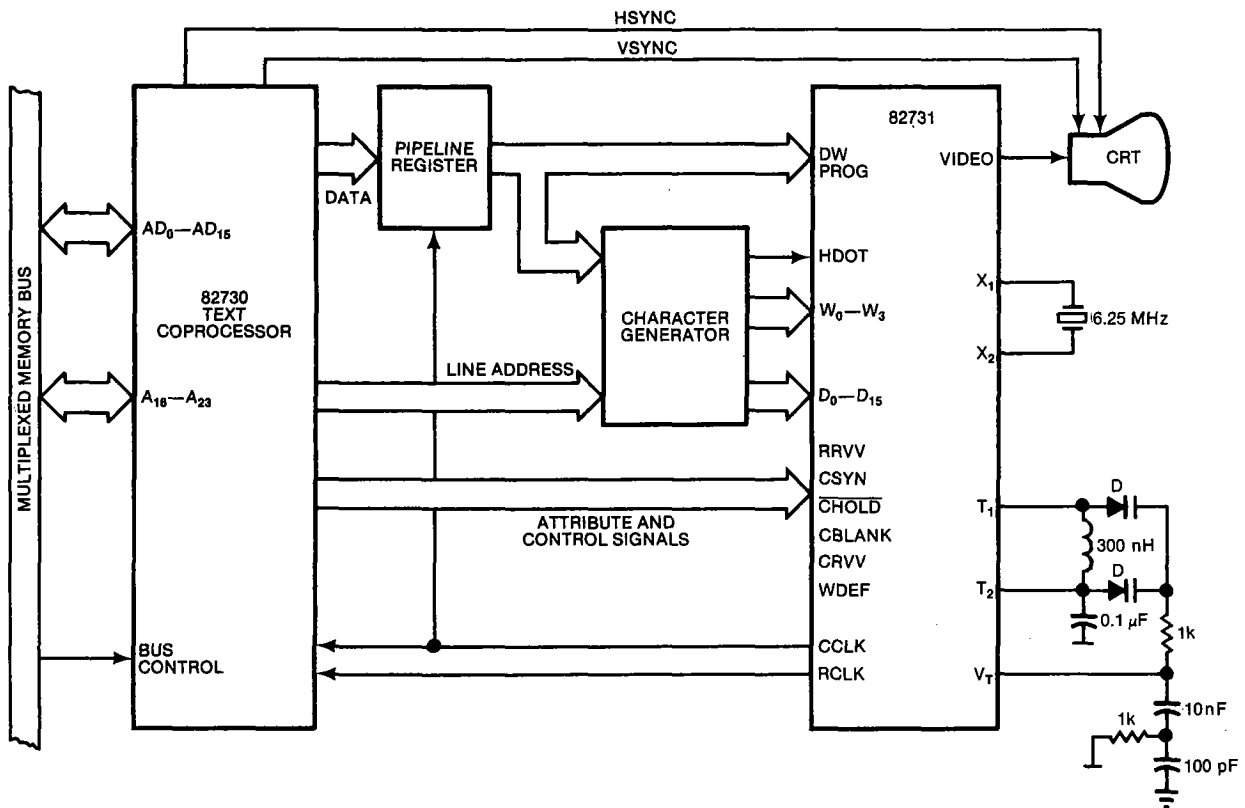 HSYNC
VSYNC
MULTIPLEXED MEMORY BUS
AD₀—AD₁₅
82730
TEXT
COPROCESSOR
A₁₆—A₂₃
BUS
CONTROL
DATA
PIPELINE
REGISTER
LINE ADDRESS
CHARACTER
GENERATOR
ATTRIBUTE AND
CONTROL SIGNALS
82731
DW
PROG
HDOT
W₀—W₃
D₀—D₁₅
RRVV
CSYN
CHOLD
CBLANK
CRVV
WDEF
CCLK
RCLK
VIDEO
CRT
X₁
6.25 MHz
X₂
T₁
D
300 nH
T₂
D
0.1 μF
1k
V_T
10nF
1k
100 pF